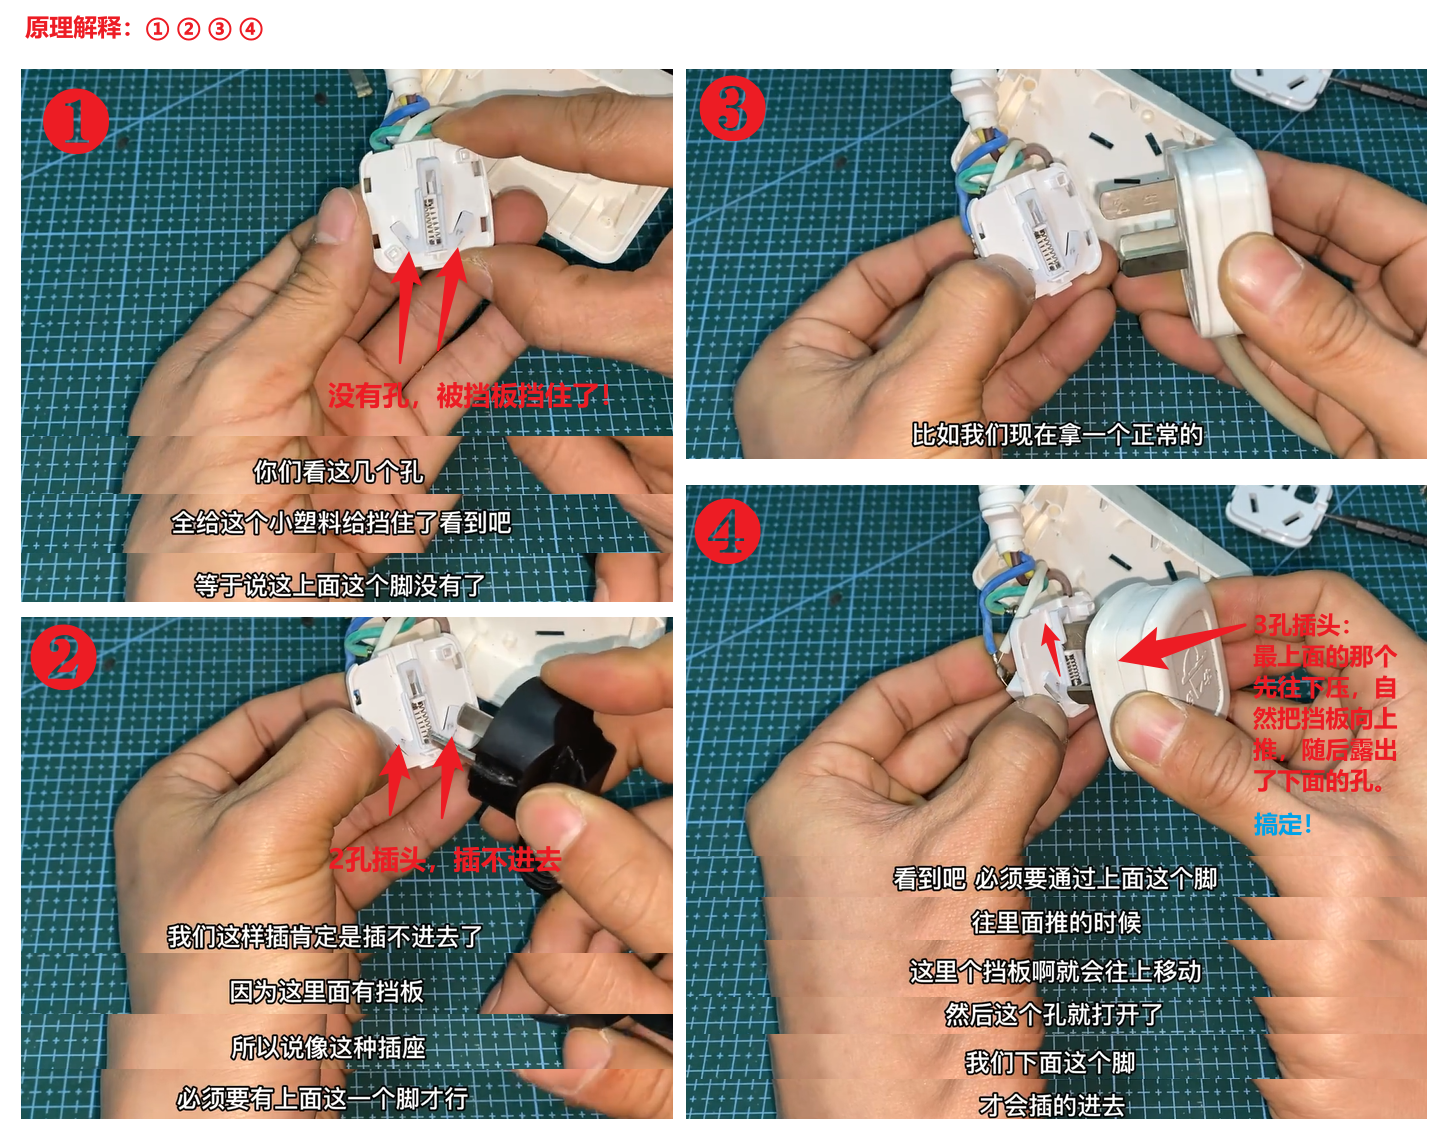 原理解释：① ② ③ ④
1
没有孔，被挡板挡住了！
你们看这几个孔
全给这个小塑料给挡住了看到吧
等于说这上面这个脚没有了
2
2孔插头，插不进去
我们这样插肯定是插不进去了
因为这里面有挡板
所以说像这种插座
必须要有上面这一个脚才行
3
比如我们现在拿一个正常的
4
3孔插头：
最上面的那个
先往下压，自
然把挡板向上
推，随后露出
了下面的孔。
搞定！
看到吧 必须要通过上面这个脚
往里面推的时候
这里个挡板啊就会往上移动
然后这个孔就打开了
我们下面这个脚
才会插的进去